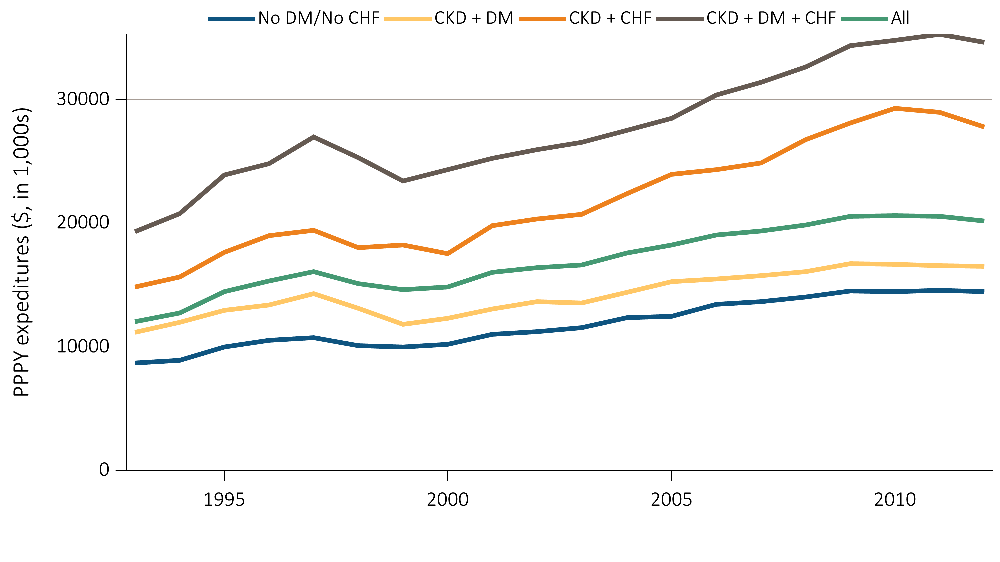 No DM/No CHF CKD + DM CKD + CHF CKD + DM + CHF All
PPPY expeditures ($, in 1,000s)
30000
20000
10000
0
1995 2000 2005 2010